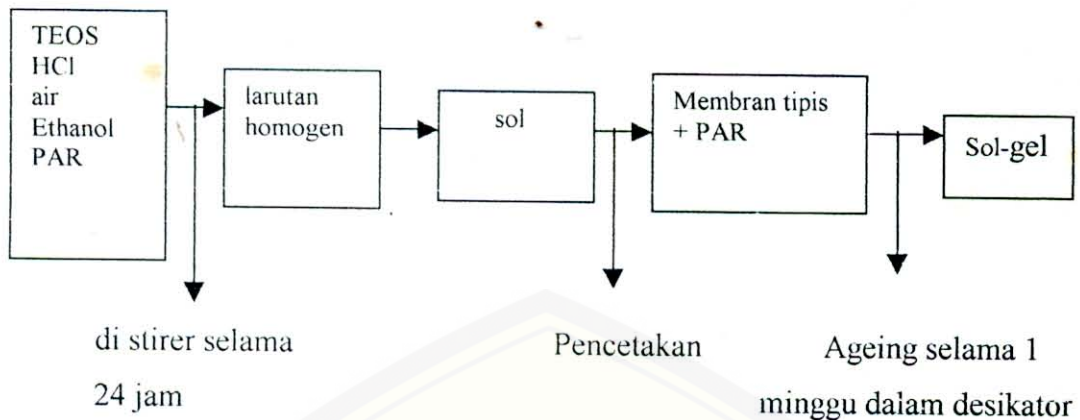 TEOS
HCl
air
Ethanol
PAR
larutan
homogen
sol
Membran tipis
+ PAR
Sol-gel
di stirer selama
24 jam
Pencetakan
Ageing selama 1
minggu dalam desikator